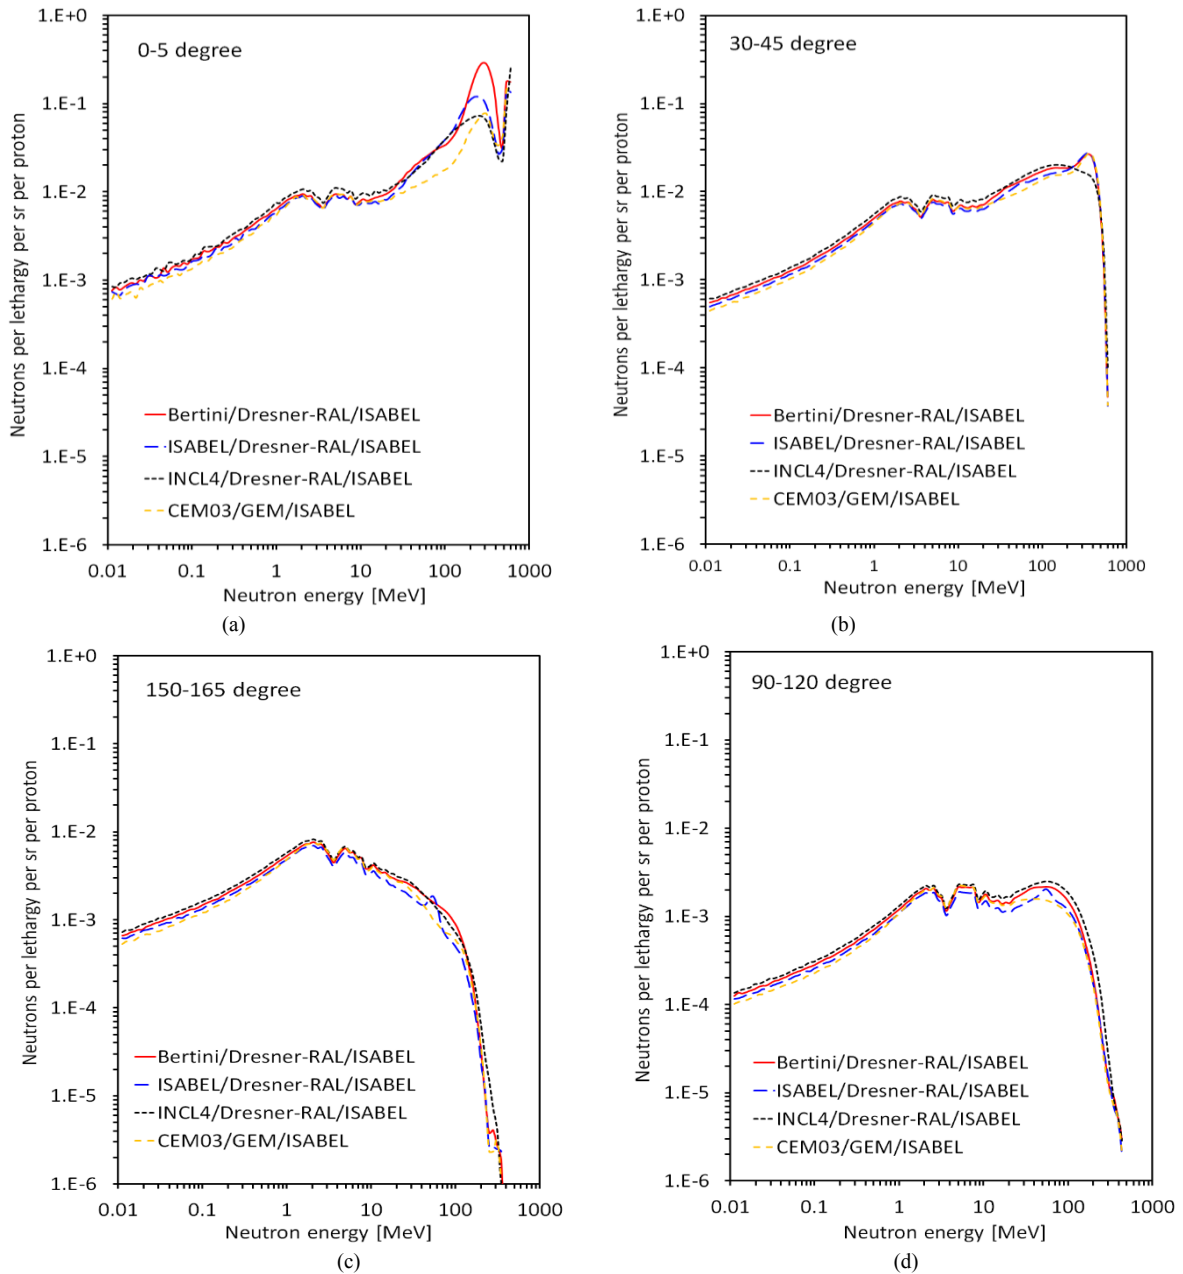 1.E+0
1.E-1
1.E-2
1.E-3
1.E-4
1.E-5
1.E-6
Neutrons per lethargy per sr per proton
0-5 degree
Bertini/Dresner-RAL/ISABEL
ISABEL/Dresner-RAL/ISABEL
INCL4/Dresner-RAL/ISABEL
CEM03/GEM/ISABEL
0.01 0.1 1 10 100 1000
Neutron energy [MeV]
(a)
1.E+0
1.E-1
1.E-2
1.E-3
1.E-4
1.E-5
1.E-6
Neutrons per lethargy per sr per proton
30-45 degree
Bertini/Dresner-RAL/ISABEL
ISABEL/Dresner-RAL/ISABEL
INCL4/Dresner-RAL/ISABEL
CEM03/GEM/ISABEL
0.01 0.1 1 10 100 1000
Neutron energy [MeV]
(b)
1.E+0
1.E-1
1.E-2
1.E-3
1.E-4
1.E-5
1.E-6
Neutrons per lethargy per sr per proton
150-165 degree
Bertini/Dresner-RAL/ISABEL
ISABEL/Dresner-RAL/ISABEL
INCL4/Dresner-RAL/ISABEL
CEM03/GEM/ISABEL
0.01 0.1 1 10 100 1000
Neutron energy [MeV]
(c)
1.E+0
1.E-1
1.E-2
1.E-3
1.E-4
1.E-5
1.E-6
Neutrons per lethargy per sr per proton
90-120 degree
Bertini/Dresner-RAL/ISABEL
ISABEL/Dresner-RAL/ISABEL
INCL4/Dresner-RAL/ISABEL
CEM03/GEM/ISABEL
0.01 0.1 1 10 100 1000
Neutron energy [MeV]
(d)